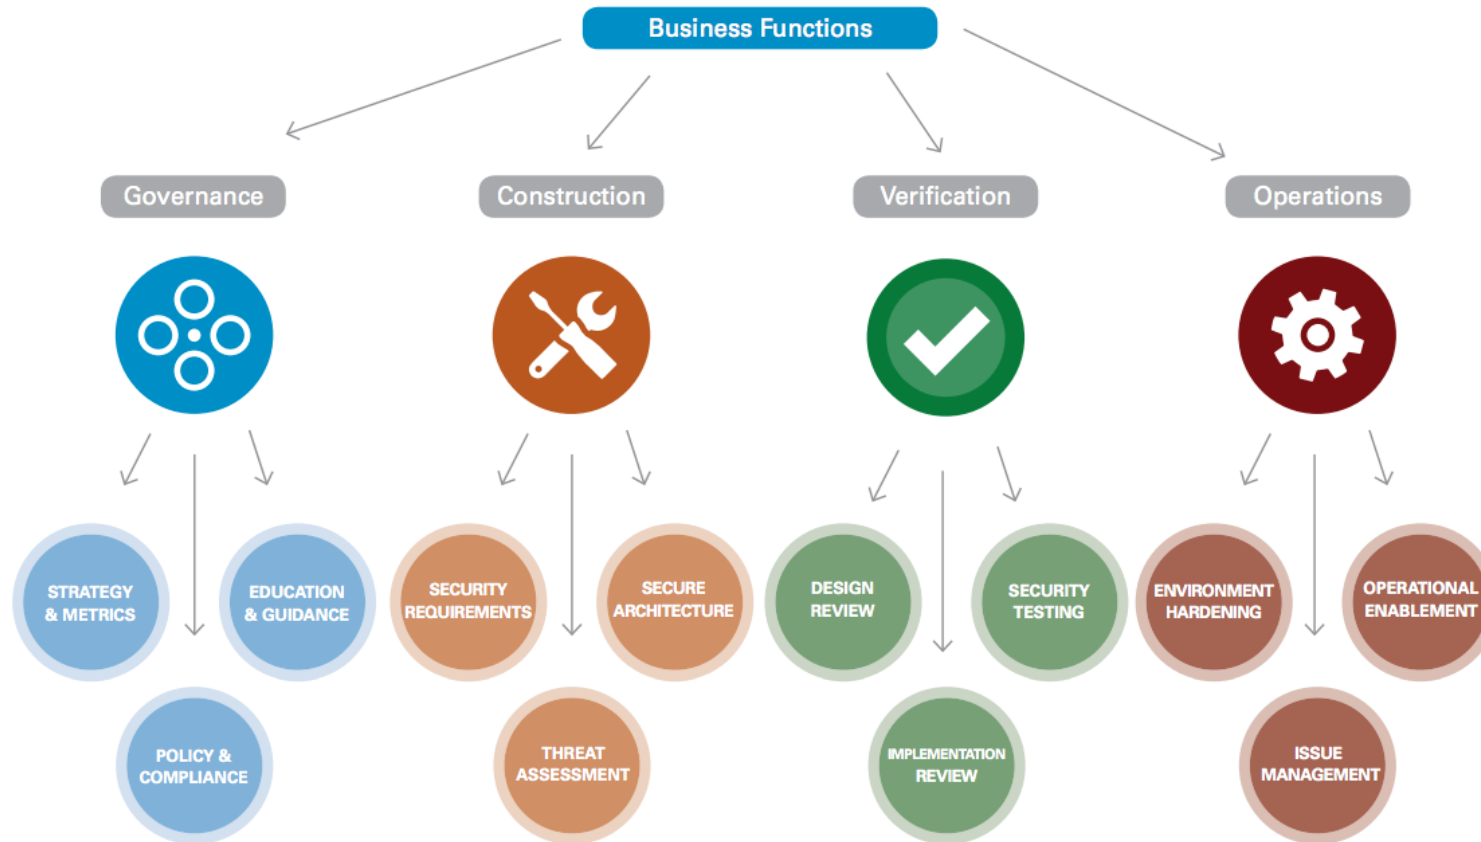 Business Functions
Governance
Construction
Verification
Operations
STRATEGY
& METRICS
EDUCATION
& GUIDANCE
POLICY &
COMPLIANCE
SECURITY
REQUIREMENTS
SECURE
ARCHITECTURE
THREAT
ASSESSMENT
DESIGN
REVIEW
SECURITY
TESTING
IMPLEMENTATION
REVIEW
ENVIRONMENT
HARDENING
OPERATIONAL
ENABLEMENT
ISSUE
MANAGEMENT